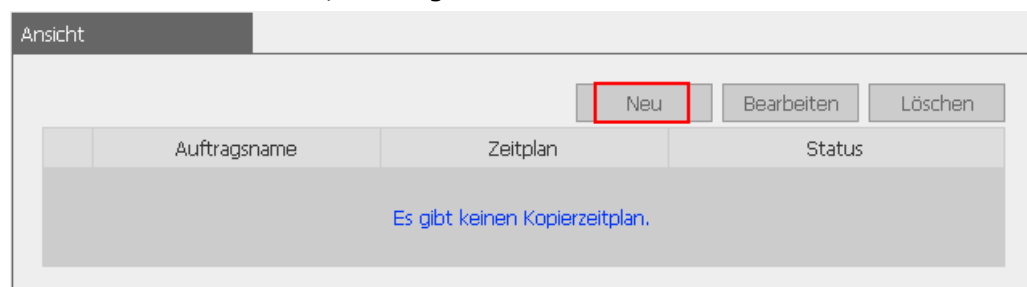 Ansicht
Neu Bearbeiten Löschen
Auftragsname Zeitplan Status
Es gibt keinen Kopierzeitplan.